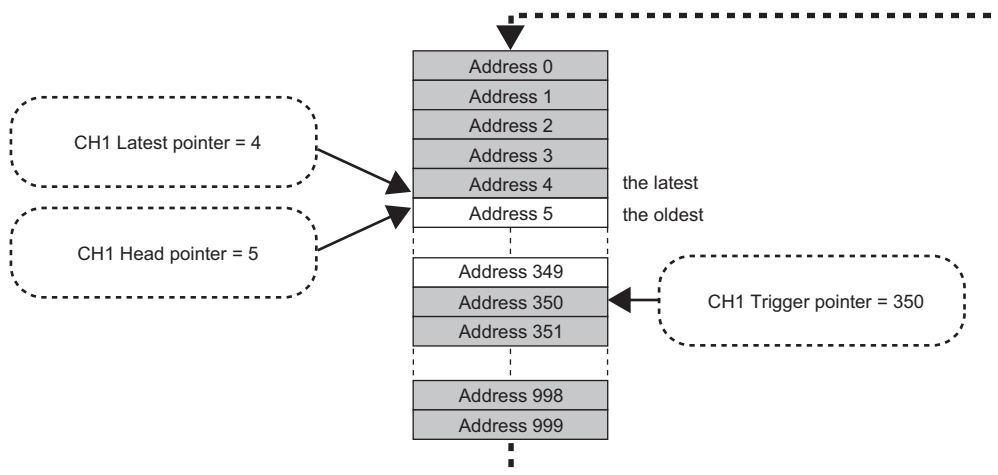 Address 0
Address 1
CH1 Latest pointer = 4
Address 2
Address 3
Address 4
the latest
Address 5
the oldest
CH1 Head pointer = 5
Address 349
Address 350
CH1 Trigger pointer = 350
Address 351
Address 998
Address 999